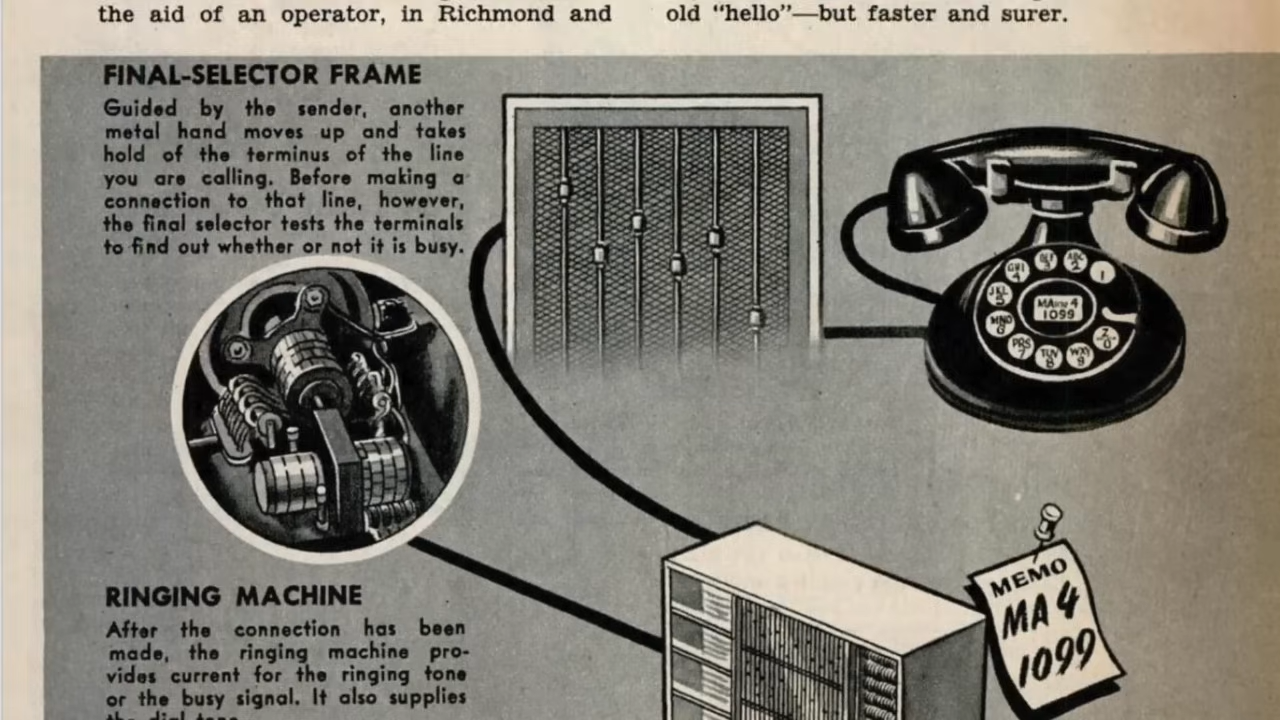 the aid of an operator, in Richmond and
old “hello”—but faster and surer.
FINAL-SELECTOR FRAME
Guided by the sender, another
metal hand moves up and takes
hold of the terminus of the line
you are calling. Before making a
connection to that line, however,
the final selector tests the terminals
to find out whether or not it is busy.
GHI 4
DEF 3
ABC 2
1
JKL 5
MNO 6
PRS 7
TUV 8
WXY 9
Z 0
MA 4
1099
RINGING MACHINE
After the connection has been
made, the ringing machine pro-
vides current for the ringing tone
or the busy signal. It also supplies
the dial tone.
MEMO
MA 4
1099